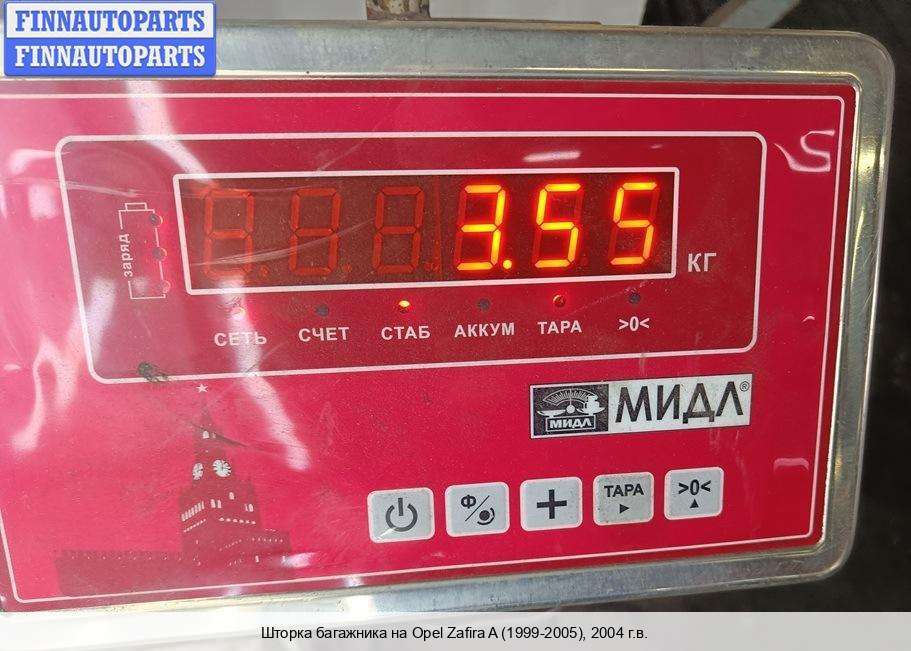 FINNAUTOPARTS
FINNAUTOPARTS
заряд
3.55
КГ
СЕТЬ СЧЕТ СТАБ АККУМ ТАРА >0<
МИДЛ МИДЛ®
Ф ТАРА >0<
Шторка багажника на Opel Zafira A (1999-2005), 2004 г.в.